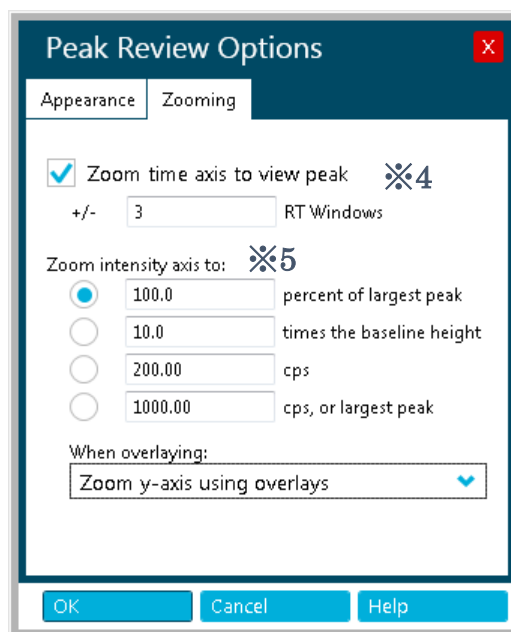 Peak Review Options X
Appearance Zooming
Zoom time axis to view peak ※4
+/- 3 RT Windows
Zoom intensity axis to: ※5
100.0 percent of largest peak
10.0 times the baseline height
200.00 cps
1000.00 cps, or largest peak
When overlaying:
Zoom y-axis using overlays
OK Cancel Help